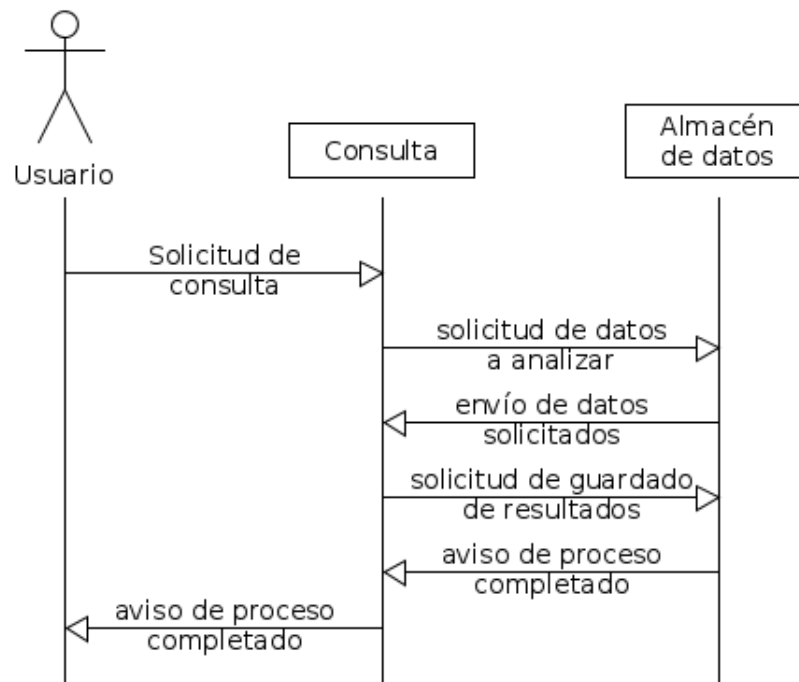 Usuario
Consulta
Almacén
de datos
Solicitud de
consulta
solicitud de datos
a analizar
envío de datos
solicitados
solicitud de guardado
de resultados
aviso de proceso
completado
aviso de proceso
completado